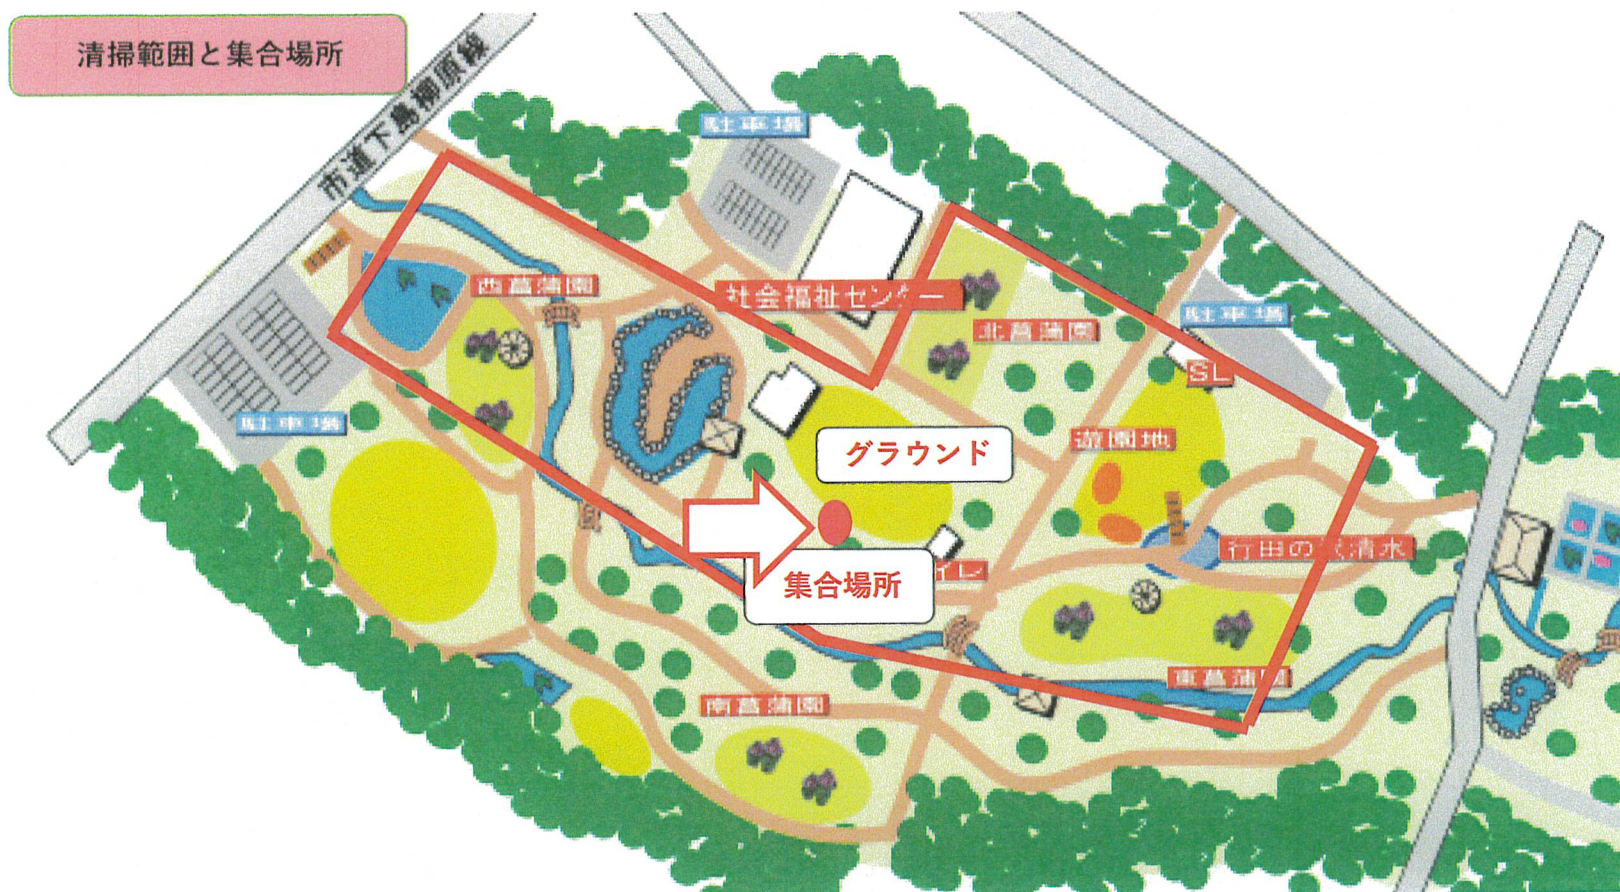 清掃範囲と集合場所
市道下島柳原線
駐車場
西菖蒲園
社会福祉センター
北菖蒲園
駐車場
SL
駐車場
グラウンド
遊園地
行田の
清水
集合場所
イレ
東菖蒲園
南菖蒲園